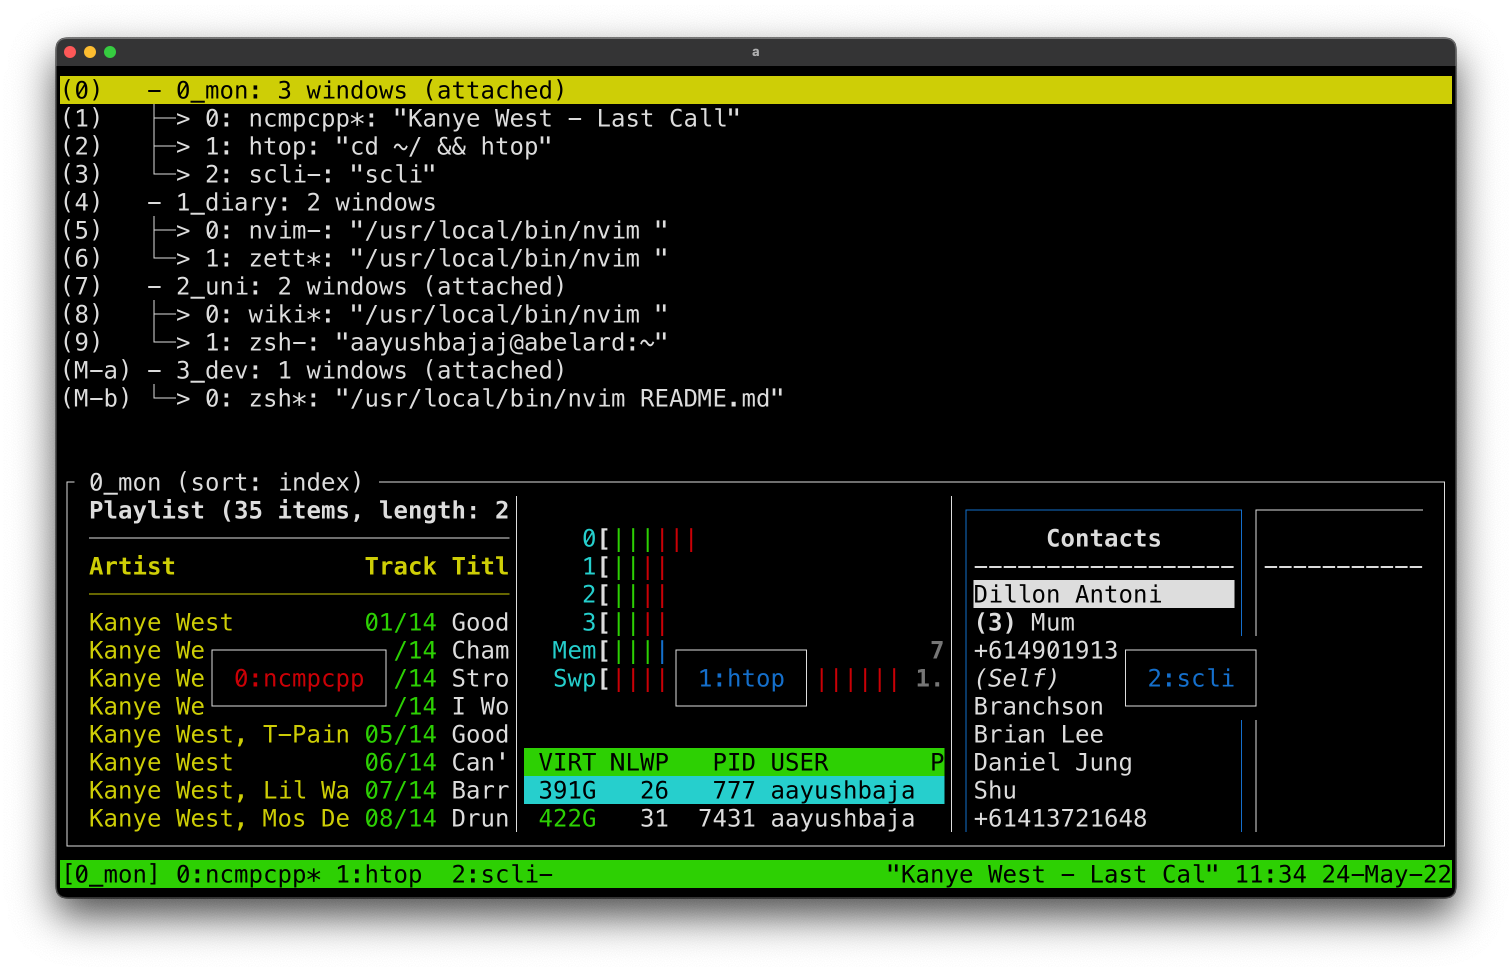 a
(0) - 0_mon: 3 windows (attached)
(1) ├─> 0: ncmpcpp*: "Kanye West - Last Call"
(2) ├─> 1: htop: "cd ~/ && htop"
(3) └─> 2: scli-: "scli"
(4) - 1_diary: 2 windows
(5) ├─> 0: nvim-: "/usr/local/bin/nvim "
(6) └─> 1: zett*: "/usr/local/bin/nvim "
(7) - 2_uni: 2 windows (attached)
(8) ├─> 0: wiki*: "/usr/local/bin/nvim "
(9) └─> 1: zsh-: "aayushbajaj@abelard:~"
(M-a) - 3_dev: 1 windows (attached)
(M-b) └─> 0: zsh*: "/usr/local/bin/nvim README.md"
0_mon (sort: index)
Playlist (35 items, length: 2
Artist Track Titl
Kanye West 01/14 Good
Kanye We /14 Cham
Kanye We /14 Stro
Kanye We /14 I Wo
Kanye West, T-Pain 05/14 Good
Kanye West 06/14 Can'
Kanye West, Lil Wa 07/14 Barr
Kanye West, Mos De 08/14 Drun
0:ncmpcpp
0[||||||
1[||||
2[||||
3[||||
Mem[|||| 7
Swp[|||| |||||| 1.
1:htop
VIRT NLWP PID USER P
391G 26 777 aayushbaja
422G 31 7431 aayushbaja
Contacts
Dillon Antoni
(3) Mum
+614901913
(Self)
Branchson
Brian Lee
Daniel Jung
Shu
+61413721648
2:scli
[0_mon] 0:ncmpcpp* 1:htop 2:scli- "Kanye West - Last Cal" 11:34 24-May-22